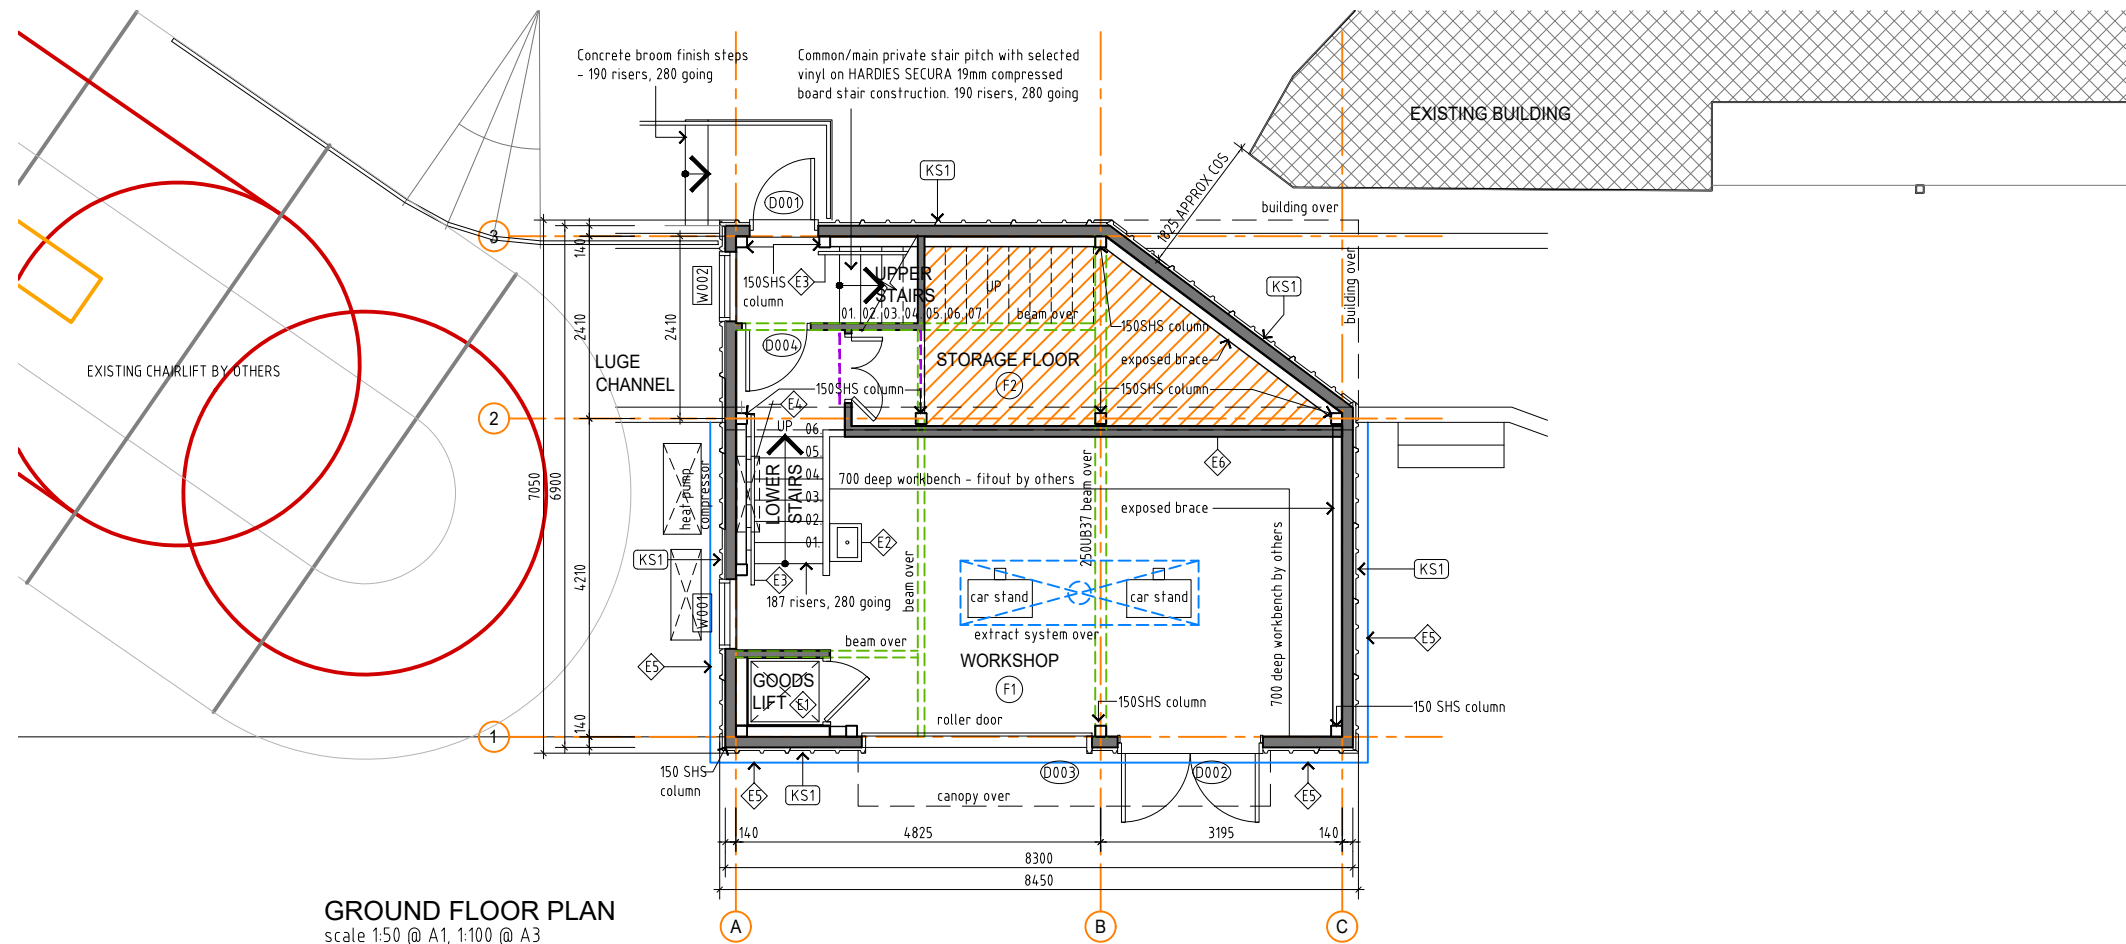 Concrete broom finish steps
- 190 risers, 280 going
Common/main private stair pitch with selected
vinyl on HARDIES SECURA 19mm compressed
board stair construction. 190 risers, 280 going
EXISTING BUILDING
KS1
1825 APPROX COS
D001
building over
building over
3
140
W002
150SHS
column
E3
UPPER
STAIRS
UP
KS1
01. 02. 03. 04. 05. 06. 07
beam over
150SHS column
2410
2410
D004
LUGE
CHANNEL
EXISTING CHAIRLIFT BY OTHERS
STORAGE FLOOR
F2
exposed brace
150SHS column
150SHS column
E4
2
UP
06.
05.
04.
03.
02.
01.
LOWER
STAIRS
heat pump
compressor
7050
6900
E6
700 deep workbench - fitout by others
250UB37 beam over
exposed brace
E2
KS1
E3
187 risers, 280 going
beam over
car stand
car stand
KS1
4210
W001
extract system over
700 deep workbench by others
beam over
WORKSHOP
F1
E5
E5
GOODS
LIFT
E1
150SHS column
150 SHS column
roller door
140
1
150 SHS
column
E5
KS1
D003
D002
E5
canopy over
140
4825
3195
140
8300
8450
GROUND FLOOR PLAN
scale 1:50 @ A1, 1:100 @ A3
A
B
C